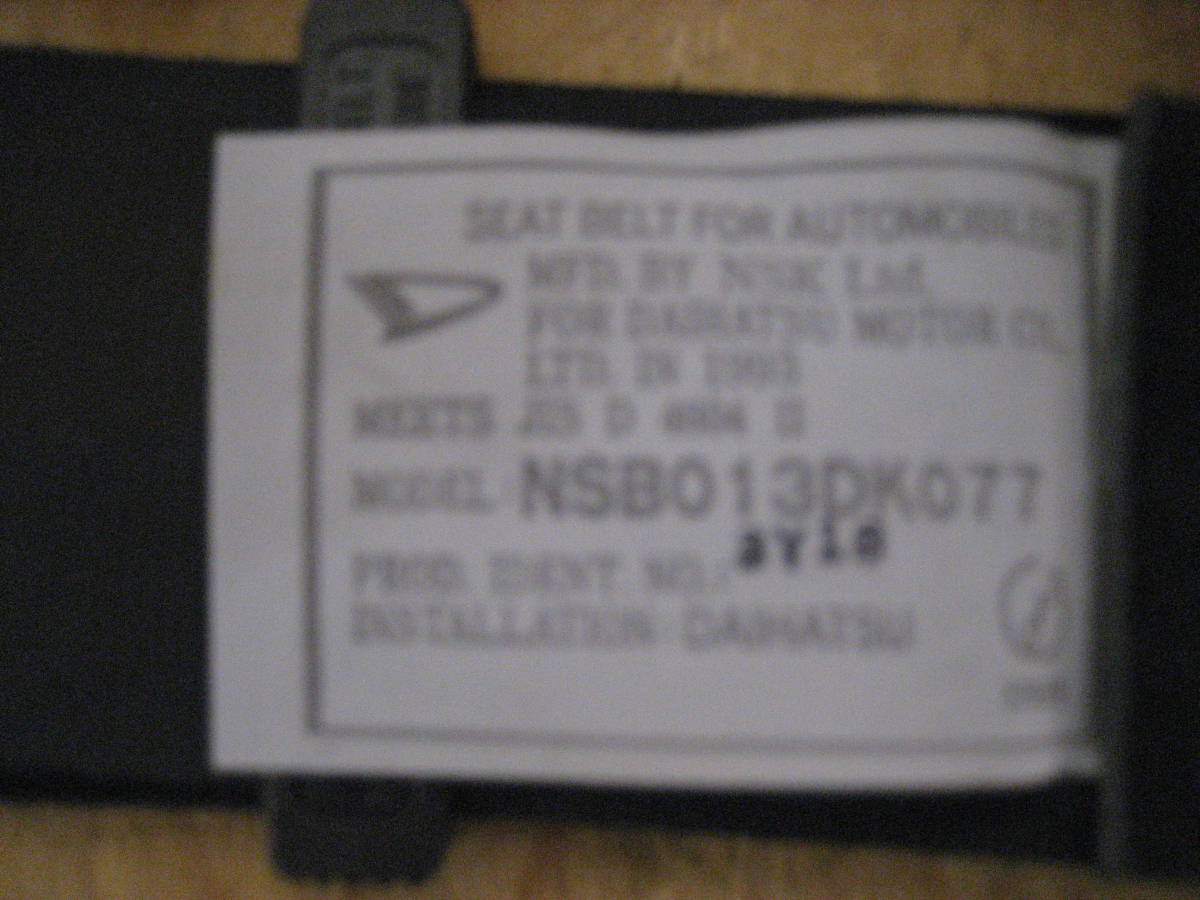 SEAT BELT FOR AUTOMOBILES
MFD. BY NSK Ltd.
FOR DAIHATSU MOTOR CO.,
LTD. IN 1993
MEETS JIS D 4604 II
MODEL NSB013DK077
PROD. IDENT. NO.:
INSTALLATION DAIHATSU